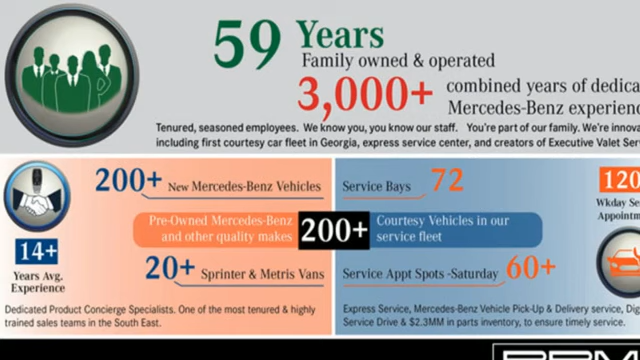 59 Years
Family owned & operated
3,000+ combined years of dedica
Mercedes-Benz experien
Tenured, seasoned employees. We know you, you know our staff. You're part of our family. We're innova
including first courtesy car fleet in Georgia, express service center, and creators of Executive Valet Ser
200+ New Mercedes-Benz Vehicles
Pre-Owned Mercedes-Benz
and other quality makes
200+
20+ Sprinter & Metris Vans
14+
Years Avg.
Experience
Dedicated Product Concierge Specialists. One of the most tenured & highly
trained sales teams in the South East.
Service Bays 72
Courtesy Vehicles in our
service fleet
Service Appt Spots -Saturday 60+
120
Wkday Se
Appointm
Express Service, Mercedes-Benz Vehicle Pick-Up & Delivery service, Dig
Service Drive & $2.3MM in parts inventory, to ensure timely service.